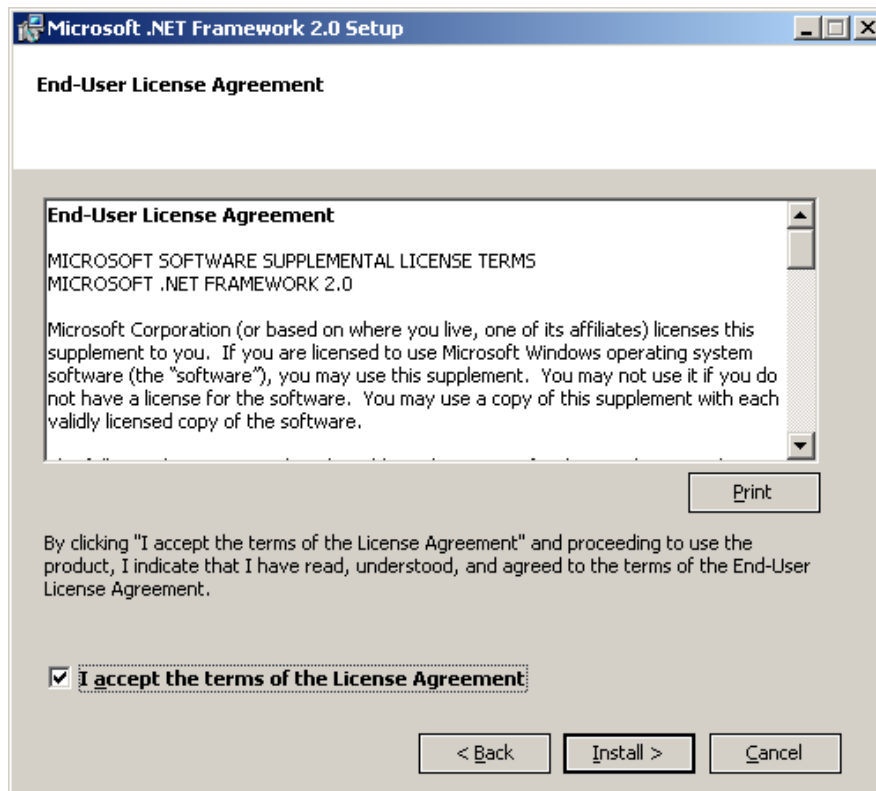 Microsoft .NET Framework 2.0 Setup
End-User License Agreement
End-User License Agreement
MICROSOFT SOFTWARE SUPPLEMENTAL LICENSE TERMS
MICROSOFT .NET FRAMEWORK 2.0
Microsoft Corporation (or based on where you live, one of its affiliates) licenses this
supplement to you.  If you are licensed to use Microsoft Windows operating system
software (the “software”), you may use this supplement.  You may not use it if you do
not have a license for the software.  You may use a copy of this supplement with each
validly licensed copy of the software.
Print
By clicking "I accept the terms of the License Agreement" and proceeding to use the
product, I indicate that I have read, understood, and agreed to the terms of the End-User
License Agreement.
I accept the terms of the License Agreement
< Back
Install >
Cancel